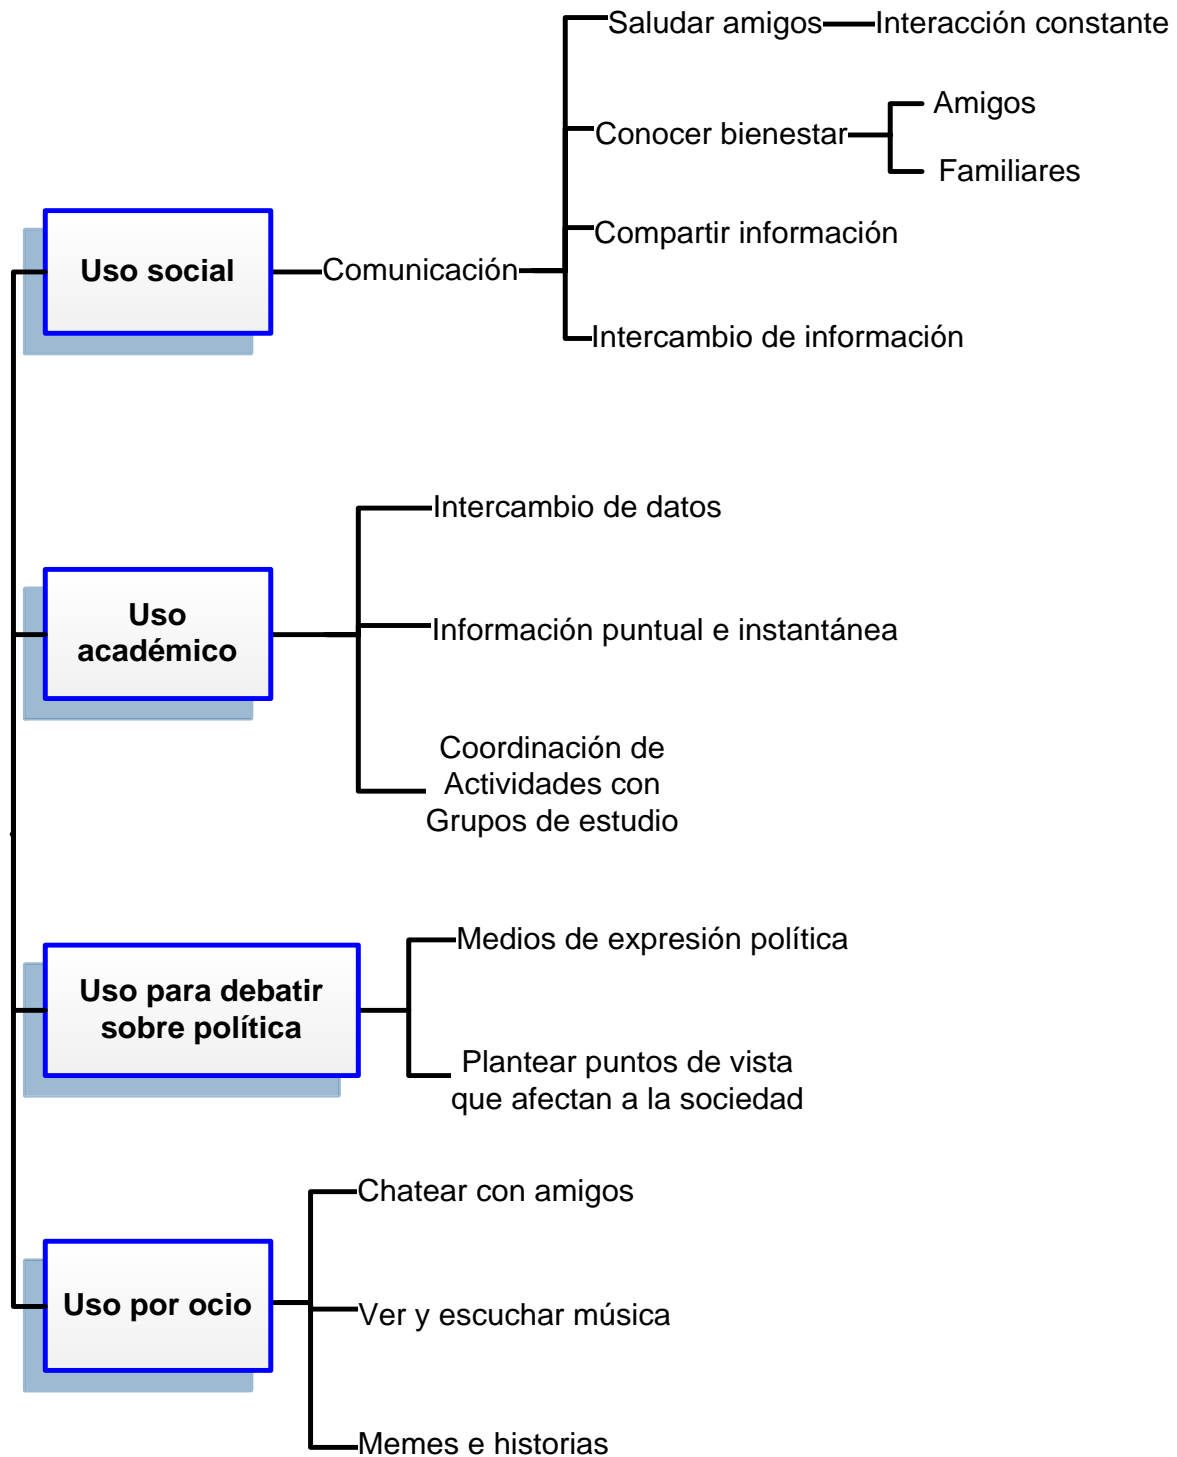 Saludar amigos
Interacción constante
Conocer bienestar
Amigos
Familiares
Compartir información
Uso social
Comunicación
Intercambio de información
Intercambio de datos
Uso
académico
Información puntual e instantánea
Coordinación de
Actividades con
Grupos de estudio
Uso para debatir
sobre política
Medios de expresión política
Plantear puntos de vista
que afectan a la sociedad
Uso por ocio
Chatear con amigos
Ver y escuchar música
Memes e historias